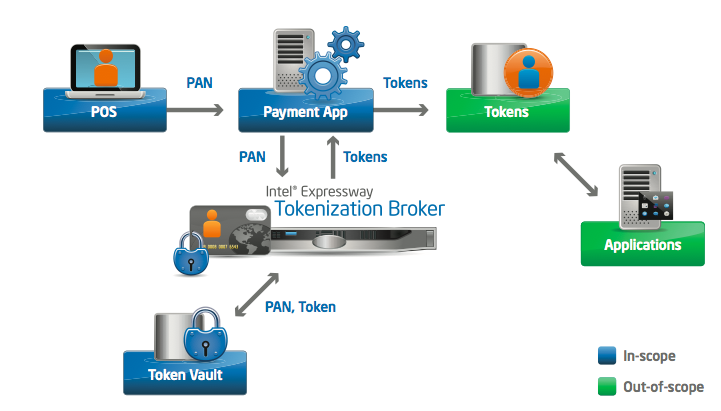 PAN
Tokens
POS
Payment App
Tokens
PAN
Tokens
Intel® Expressway
Tokenization Broker
Applications
PAN, Token
Token Vault
In-scope
Out-of-scope